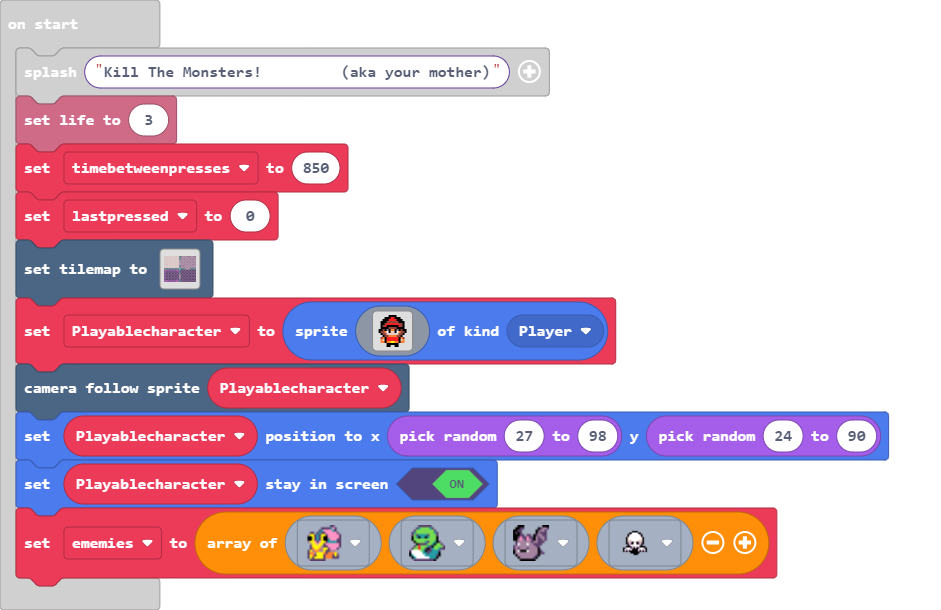 on start
splash "Kill The Monsters!         (aka your mother)"
set life to 3
set timebetweenpresses to 850
set lastpressed to 0
set tilemap to
set Playablecharacter to sprite of kind Player
camera follow sprite Playablecharacter
set Playablecharacter position to x pick random 27 to 98 y pick random 24 to 90
set Playablecharacter stay in screen ON
set ememies to array of